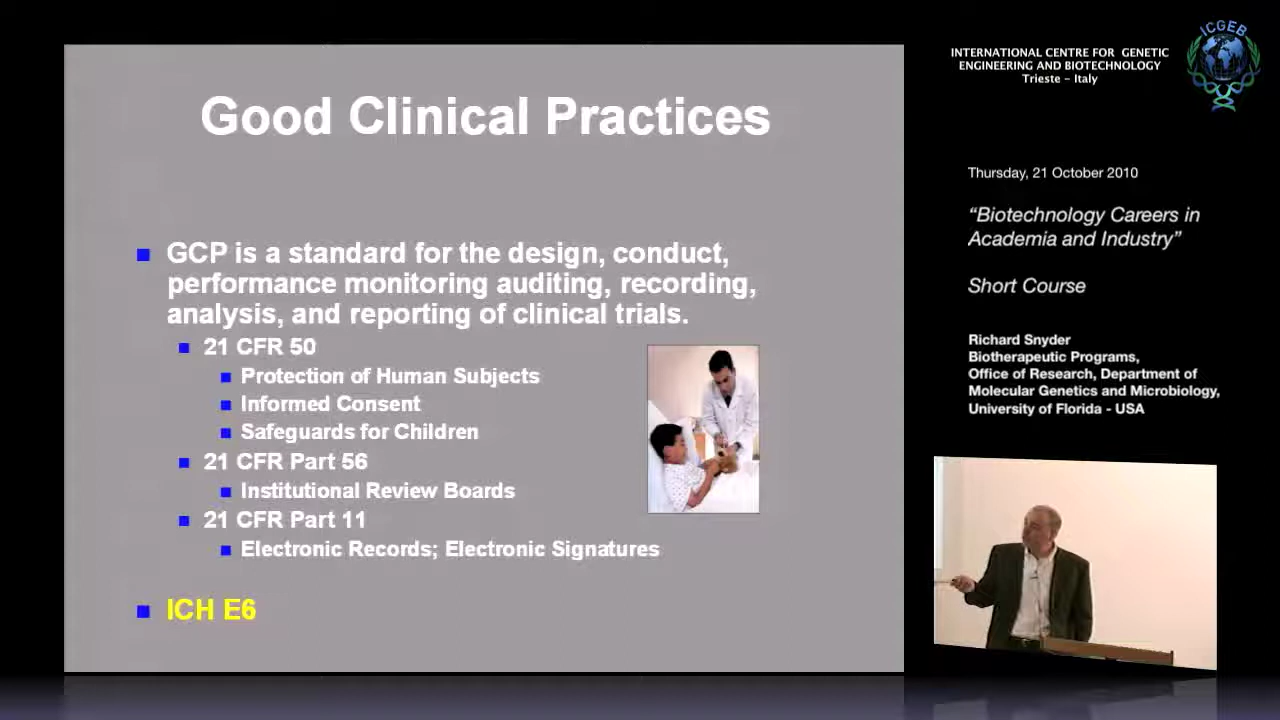 Good Clinical Practices
GCP is a standard for the design, conduct,
performance monitoring auditing, recording,
analysis, and reporting of clinical trials.
21 CFR 50
Protection of Human Subjects
Informed Consent
Safeguards for Children
21 CFR Part 56
Institutional Review Boards
21 CFR Part 11
Electronic Records; Electronic Signatures
ICH E6
INTERNATIONAL CENTRE FOR GENETIC
ENGINEERING AND BIOTECHNOLOGY
Trieste - Italy
ICGEB
Thursday, 21 October 2010
“Biotechnology Careers in
Academia and Industry”
Short Course
Richard Snyder
Biotherapeutic Programs,
Office of Research, Department of
Molecular Genetics and Microbiology,
University of Florida - USA